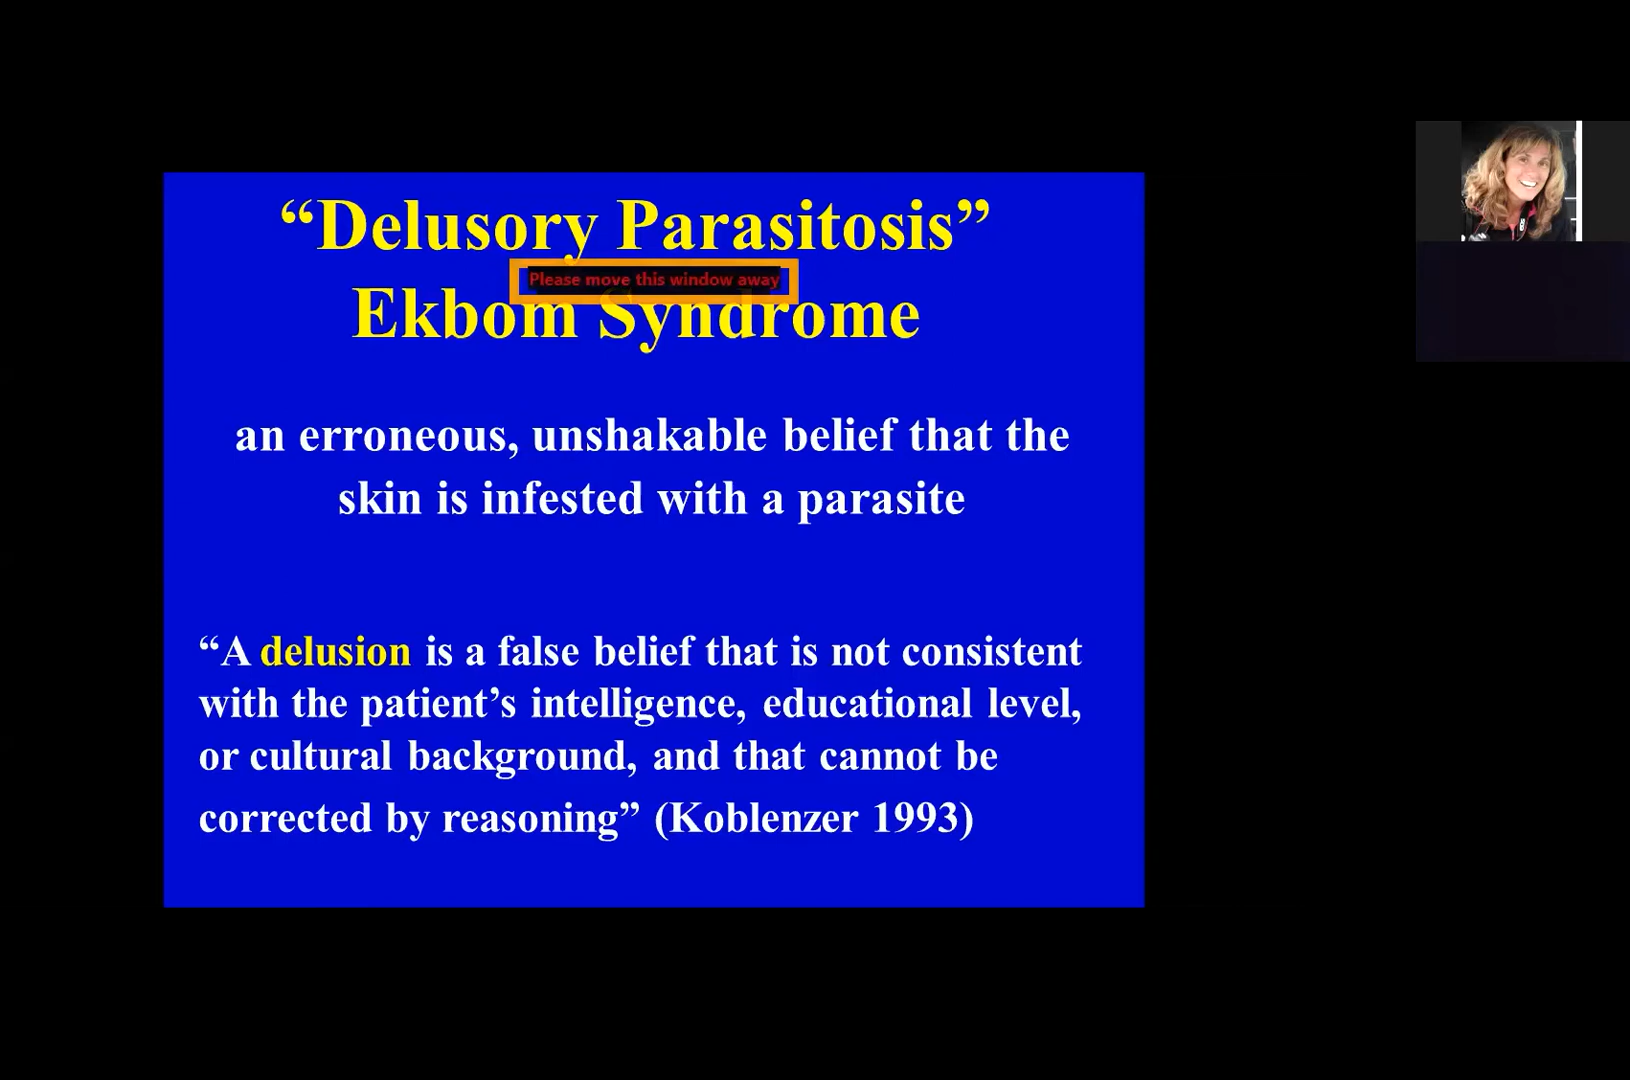 “Delusory Parasitosis”
Please move this window away
Ekbom Syndrome
an erroneous, unshakable belief that the
skin is infested with a parasite
“A delusion is a false belief that is not consistent
with the patient’s intelligence, educational level,
or cultural background, and that cannot be
corrected by reasoning” (Koblenzer 1993)